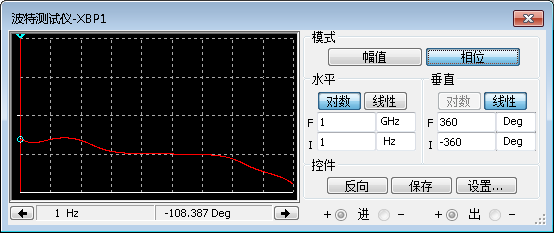 波特测试仪-XBP1
模式
幅值 相位
水平 垂直
对数 线性 对数 线性
F 1 GHz F 360 Deg
I 1 Hz I -360 Deg
控件
反向 保存 设置...
1 Hz -108.387 Deg
+ 进 - + 出 -